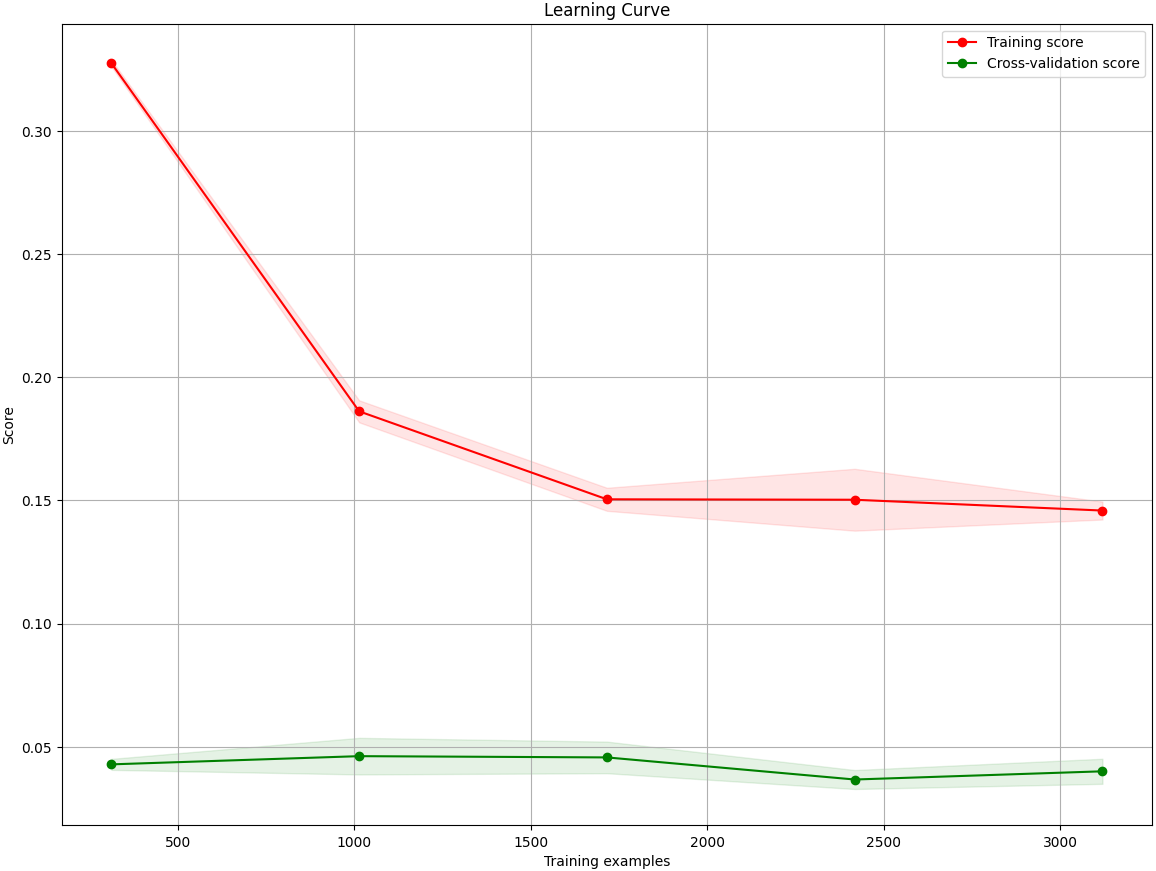 Learning Curve
Training score
Cross-validation score
0.30
0.25
0.20
0.15
0.10
0.05
Score
500 1000 1500 2000 2500 3000
Training examples